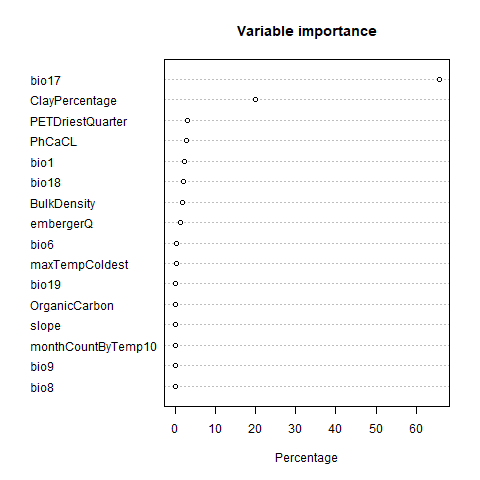 Variable importance
bio17
ClayPercentage
PETDriestQuarter
PhCaCL
bio1
bio18
BulkDensity
embergerQ
bio6
maxTempColdest
bio19
OrganicCarbon
slope
monthCountByTemp10
bio9
bio8
0 10 20 30 40 50 60
Percentage